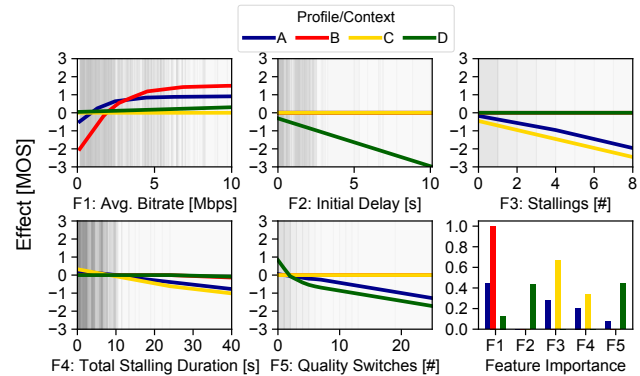 Profile/Context
A B C D
Effect [MOS]
3
2
1
0
−1
−2
−3
0 5 10
F1: Avg. Bitrate [Mbps]
3
2
1
0
−1
−2
−3
0 5 10
F2: Initial Delay [s]
3
2
1
0
−1
−2
−3
0 2 4 6 8
F3: Stallings [#]
3
2
1
0
−1
−2
−3
0 10 20 30 40
F4: Total Stalling Duration [s]
3
2
1
0
−1
−2
−3
0 10 20
F5: Quality Switches [#]
1.0
0.8
0.6
0.4
0.2
0.0
F1 F2 F3 F4 F5
Feature Importance